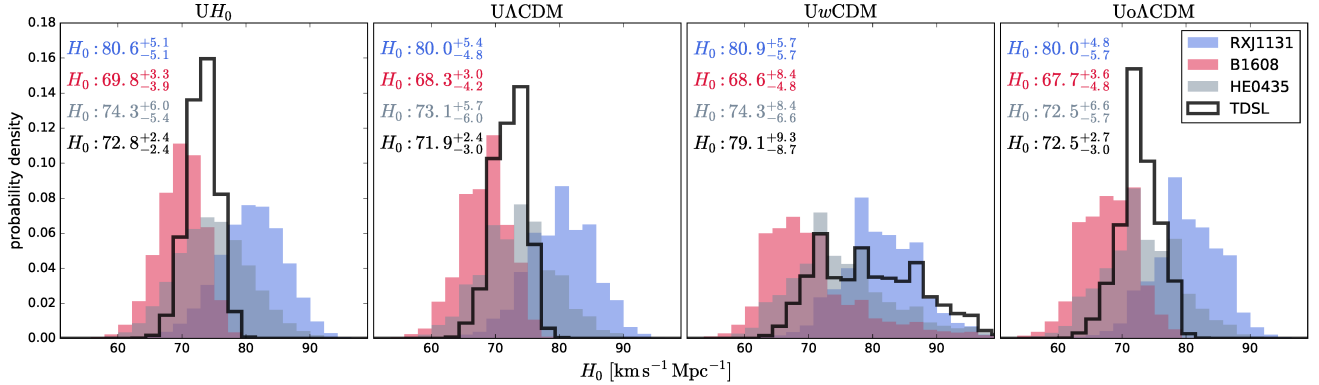 UH₀
UΛCDM
UwCDM
UoΛCDM
probability density
0.18
0.16
0.14
0.12
0.10
0.08
0.06
0.04
0.02
0.00
H₀ : 80.6 +5.1 −5.1
H₀ : 69.8 +3.3 −3.9
H₀ : 74.3 +6.0 −5.4
H₀ : 72.8 +2.4 −2.4
60 70 80 90
H₀ : 80.0 +5.4 −4.8
H₀ : 68.3 +3.0 −4.2
H₀ : 73.1 +5.7 −6.0
H₀ : 71.9 +2.4 −3.0
60 70 80 90
H₀ : 80.9 +5.7 −5.7
H₀ : 68.6 +8.4 −4.8
H₀ : 74.3 +8.4 −6.6
H₀ : 79.1 +9.3 −8.7
60 70 80 90
H₀ : 80.0 +4.8 −5.7
H₀ : 67.7 +3.6 −4.8
H₀ : 72.5 +6.6 −5.7
H₀ : 72.5 +2.7 −3.0
RXJ1131
B1608
HE0435
TDSL
60 70 80 90
H₀ [km s⁻¹ Mpc⁻¹]